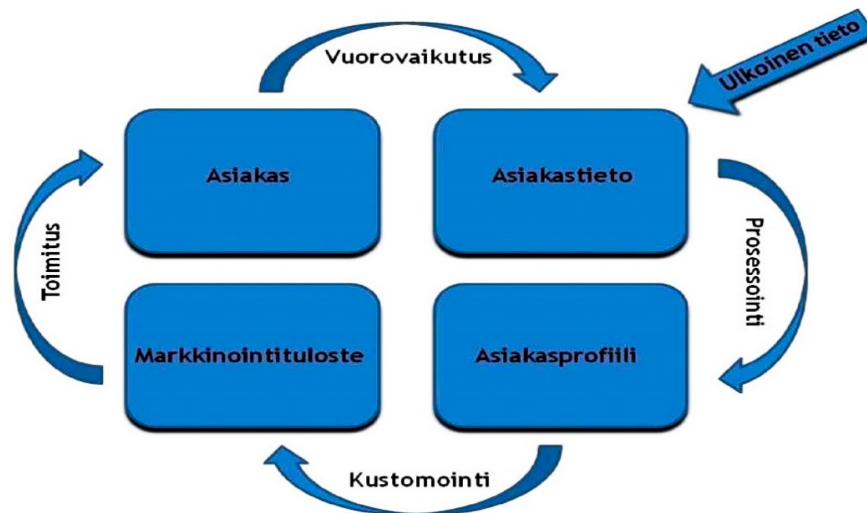 Vuorovaikutus
Ulkoinen tieto
Asiakas
Asiakastieto
Toimitus
Prosessointi
Markkinointituloste
Asiakasprofiili
Kustomointi